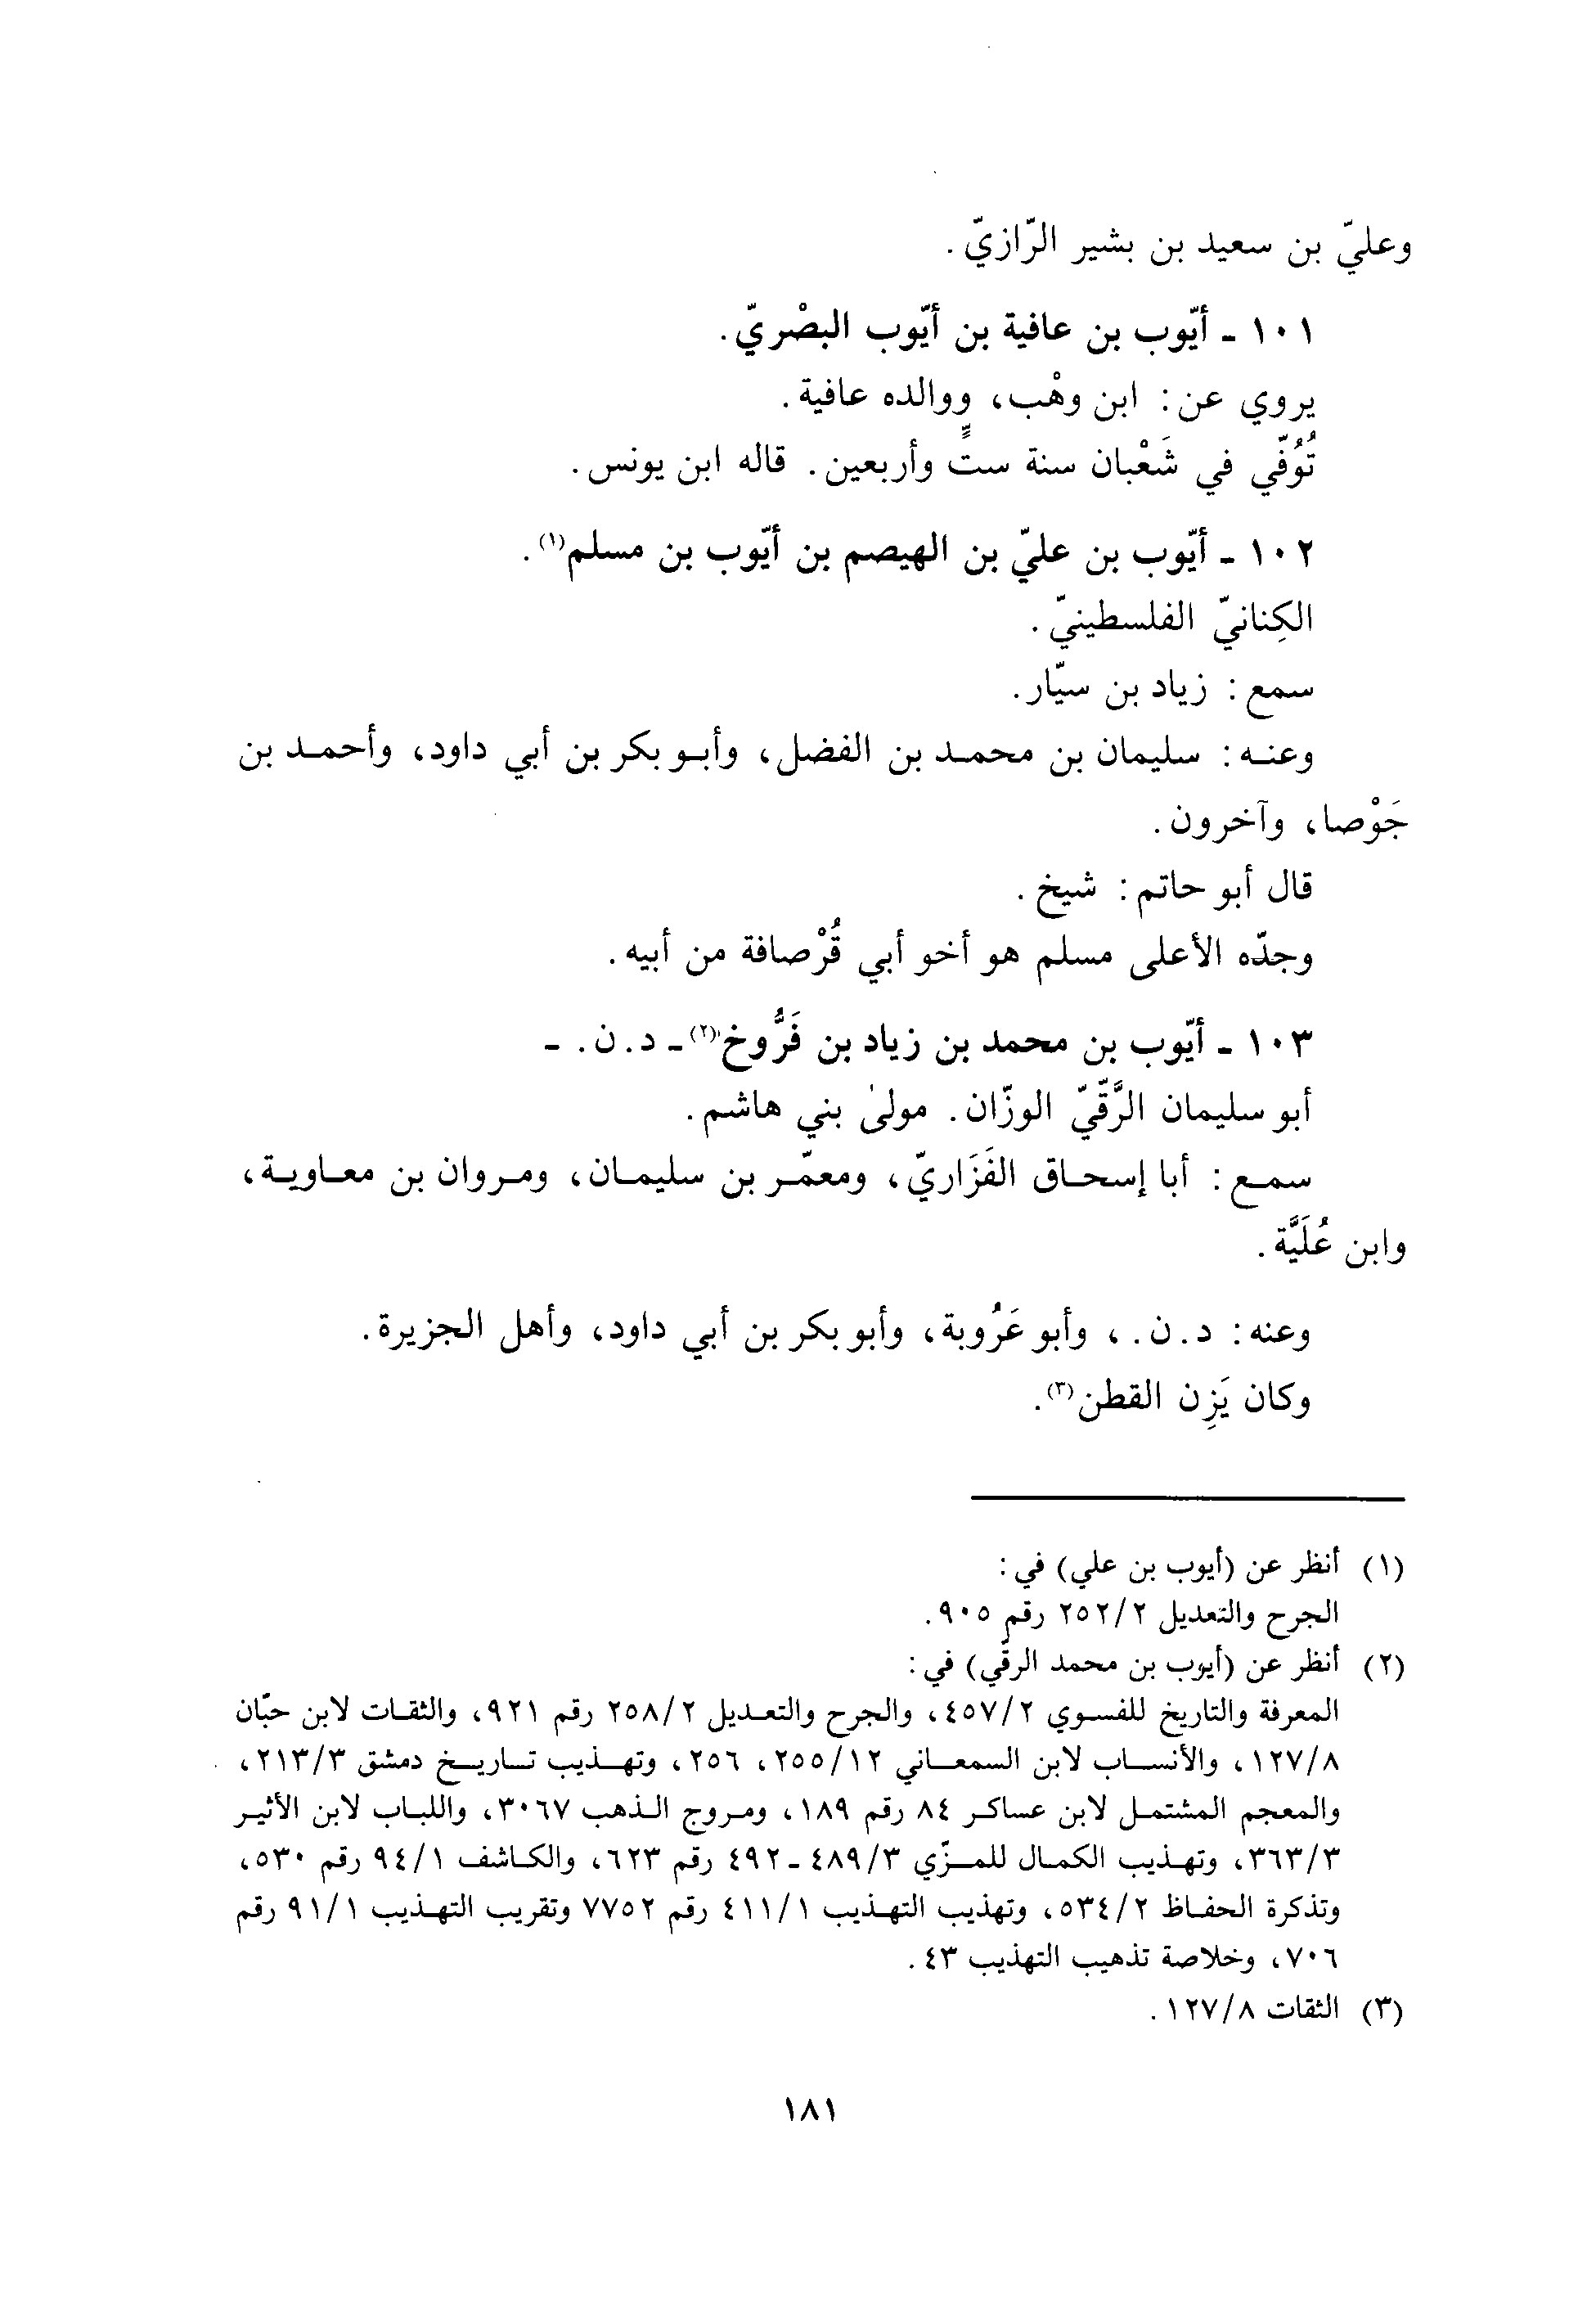 وعليّ بن سعيد بن بشير الرّازيّ.
١٠١ - أيّوب بن عافية بن أيّوب البصْريّ.
يروي عن: ابن وهْب، ووالده عافية.
تُوُفّي في شَعْبان سنة ستٍّ وأربعين. قاله ابن يونس.
١٠٢ - أيّوب بن عليّ بن الهيصم بن أيّوب بن مسلم(١).
الكِنانيّ الفلسطينيّ.
سمع: زياد بن سيّار.
وعنه: سليمان بن محمد بن الفضل، وأبو بكر بن أبي داود، وأحمد بن
جَوْصا، وآخرون.
قال أبو حاتم: شيخ.
وجدّه الأعلى مسلم هو أخو أبي قُرْصافة من أبيه.
١٠٣ - أيّوب بن محمد بن زياد بن فَرُّوخ(٢) - د.ن. -
أبو سليمان الرَّقّيّ الوزّان. مولىٰ بني هاشم.
سمع: أبا إسحاق الفَزَاريّ، ومعمّر بن سليمان، ومروان بن معاوية،
وابن عُلَيَّة.
وعنه: د.ن.، وأبو عَرُوبة، وأبو بكر بن أبي داود، وأهل الجزيرة.
وكان يَزِن القطن(٣).
(١) أنظر عن (أيوب بن علي) في:
الجرح والتعديل ٢/٢٥٢ رقم ٩٠٥.
(٢) أنظر عن (أيوب بن محمد الرقّي) في:
المعرفة والتاريخ للفسوي ٢/٤٥٧، والجرح والتعديل ٢/٢٥٨ رقم ٩٢١، والثقات لابن حبّان
٨/١٢٧، والأنساب لابن السمعاني ١٢/٢٥٥، ٢٥٦، وتهذيب تاريخ دمشق ٣/٢١٣،
والمعجم المشتمل لابن عساكر ٨٤ رقم ١٨٩، ومروج الذهب ٣٠٦٧، واللباب لابن الأثير
٣/٣٦٣، وتهذيب الكمال للمزّي ٣/٤٨٩ - ٤٩٢ رقم ٦٢٣، والكاشف ١/٩٤ رقم ٥٣٠،
وتذكرة الحفاظ ٢/٥٣٤، وتهذيب التهذيب ١/٤١١ رقم ٧٧٥٢ وتقريب التهذيب ١/٩١ رقم
٧٠٦، وخلاصة تذهيب التهذيب ٤٣.
(٣) الثقات ٨/١٢٧.
١٨١